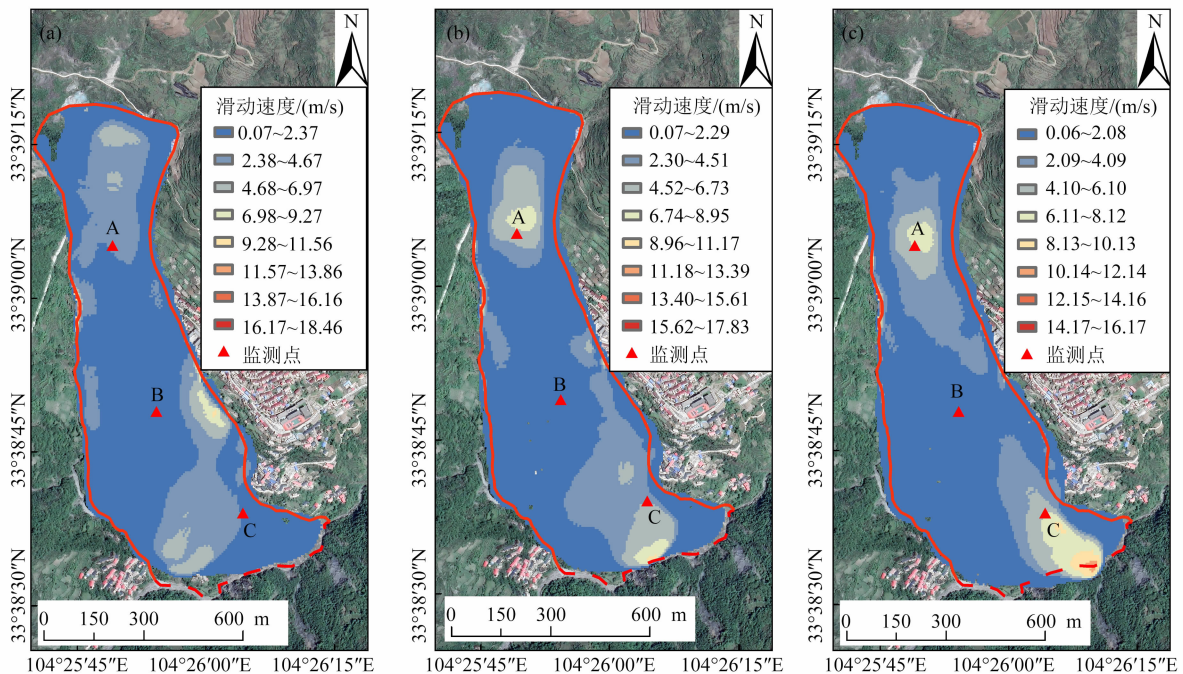 (a)
N
滑动速度/(m/s)
0.07~2.37
2.38~4.67
4.68~6.97
6.98~9.27
9.28~11.56
11.57~13.86
13.87~16.16
16.17~18.46
监测点
A
B
C
33°39′15″N
33°39′00″N
33°38′45″N
33°38′30″N
0 150 300 600 m
104°25′45″E 104°26′00″E 104°26′15″E
(b)
N
滑动速度/(m/s)
0.07~2.29
2.30~4.51
4.52~6.73
6.74~8.95
8.96~11.17
11.18~13.39
13.40~15.61
15.62~17.83
监测点
A
B
C
33°39′15″N
33°39′00″N
33°38′45″N
33°38′30″N
0 150 300 600 m
104°25′45″E 104°26′00″E
(c)
N
滑动速度/(m/s)
0.06~2.08
2.09~4.09
4.10~6.10
6.11~8.12
8.13~10.13
10.14~12.14
12.15~14.16
14.17~16.17
监测点
A
B
C
33°39′15″N
33°39′00″N
33°38′45″N
33°38′30″N
0 150 300 600 m
104°25′45″E 104°26′00″E 104°26′15″E